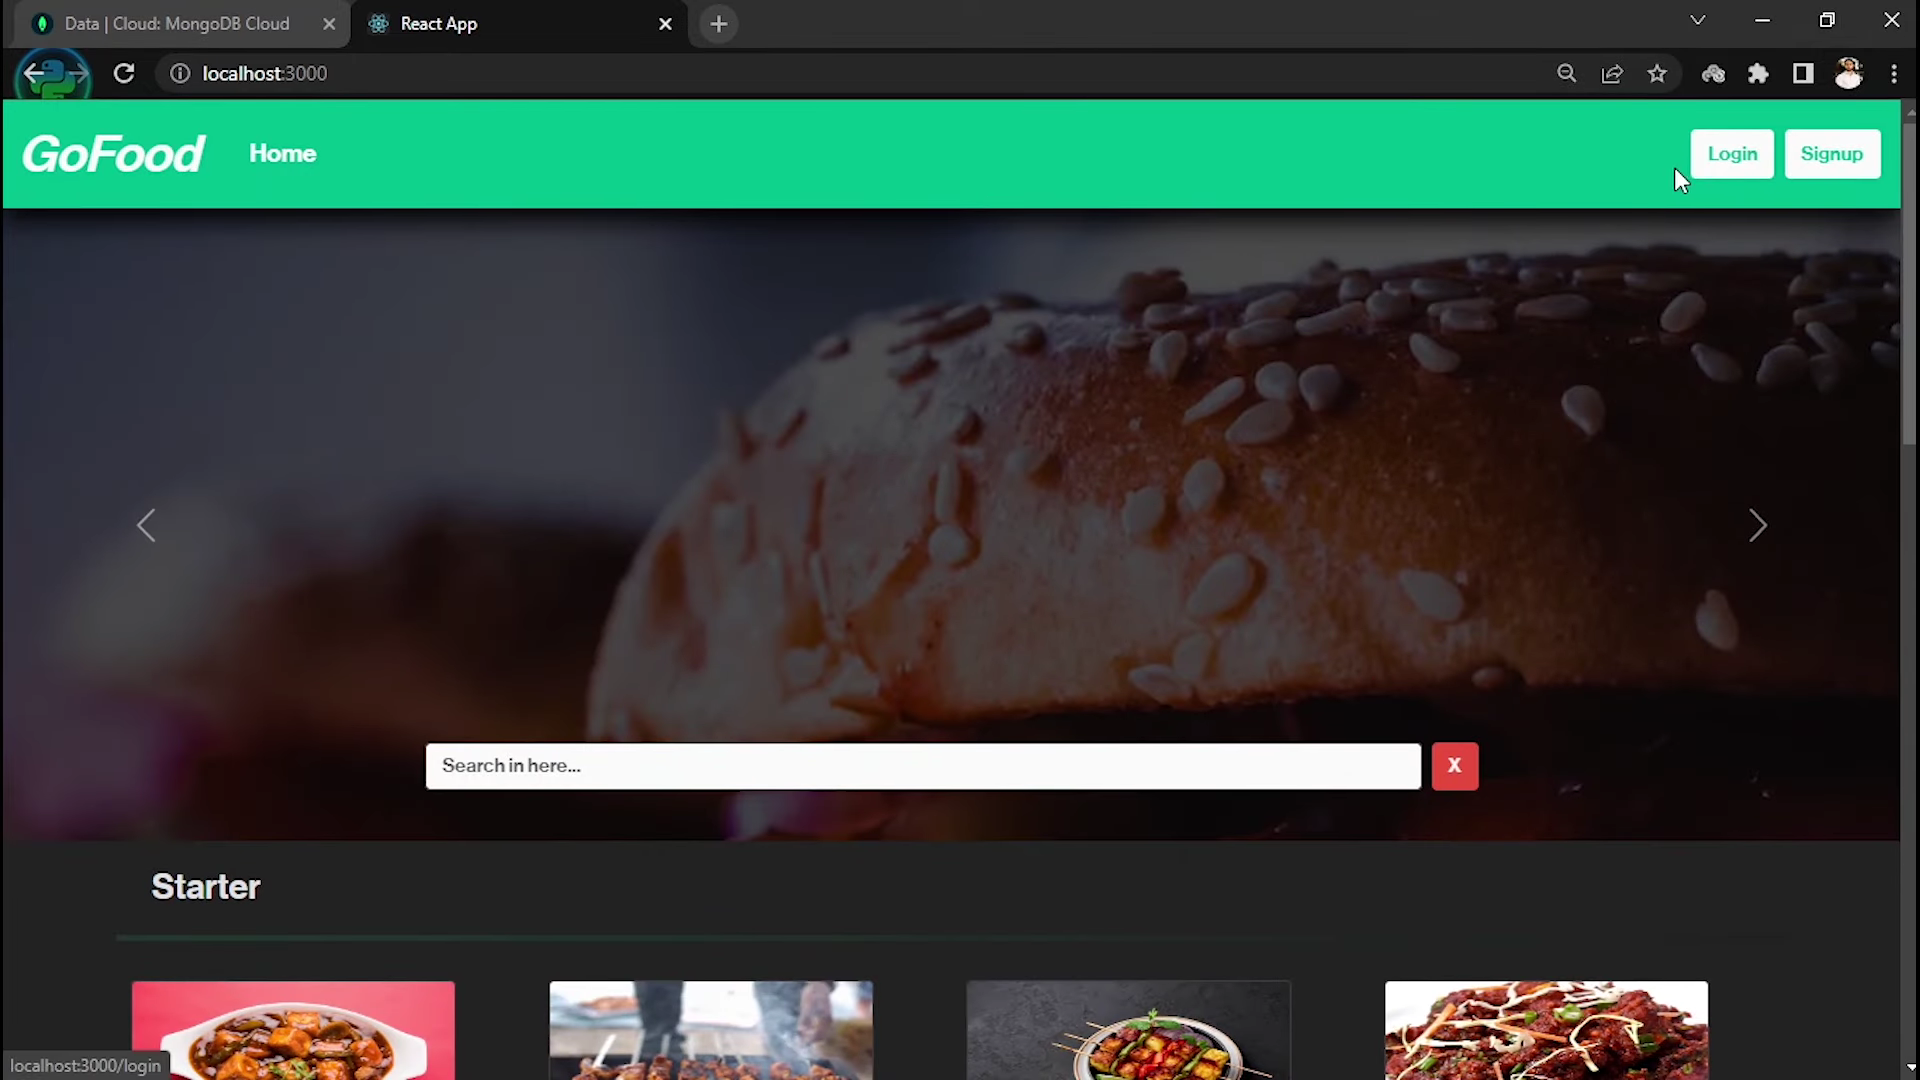 Data | Cloud: MongoDB Cloud
React App
localhost:3000
GoFood
Home
Login
Signup
Search in here...
X
Starter
localhost:3000/login